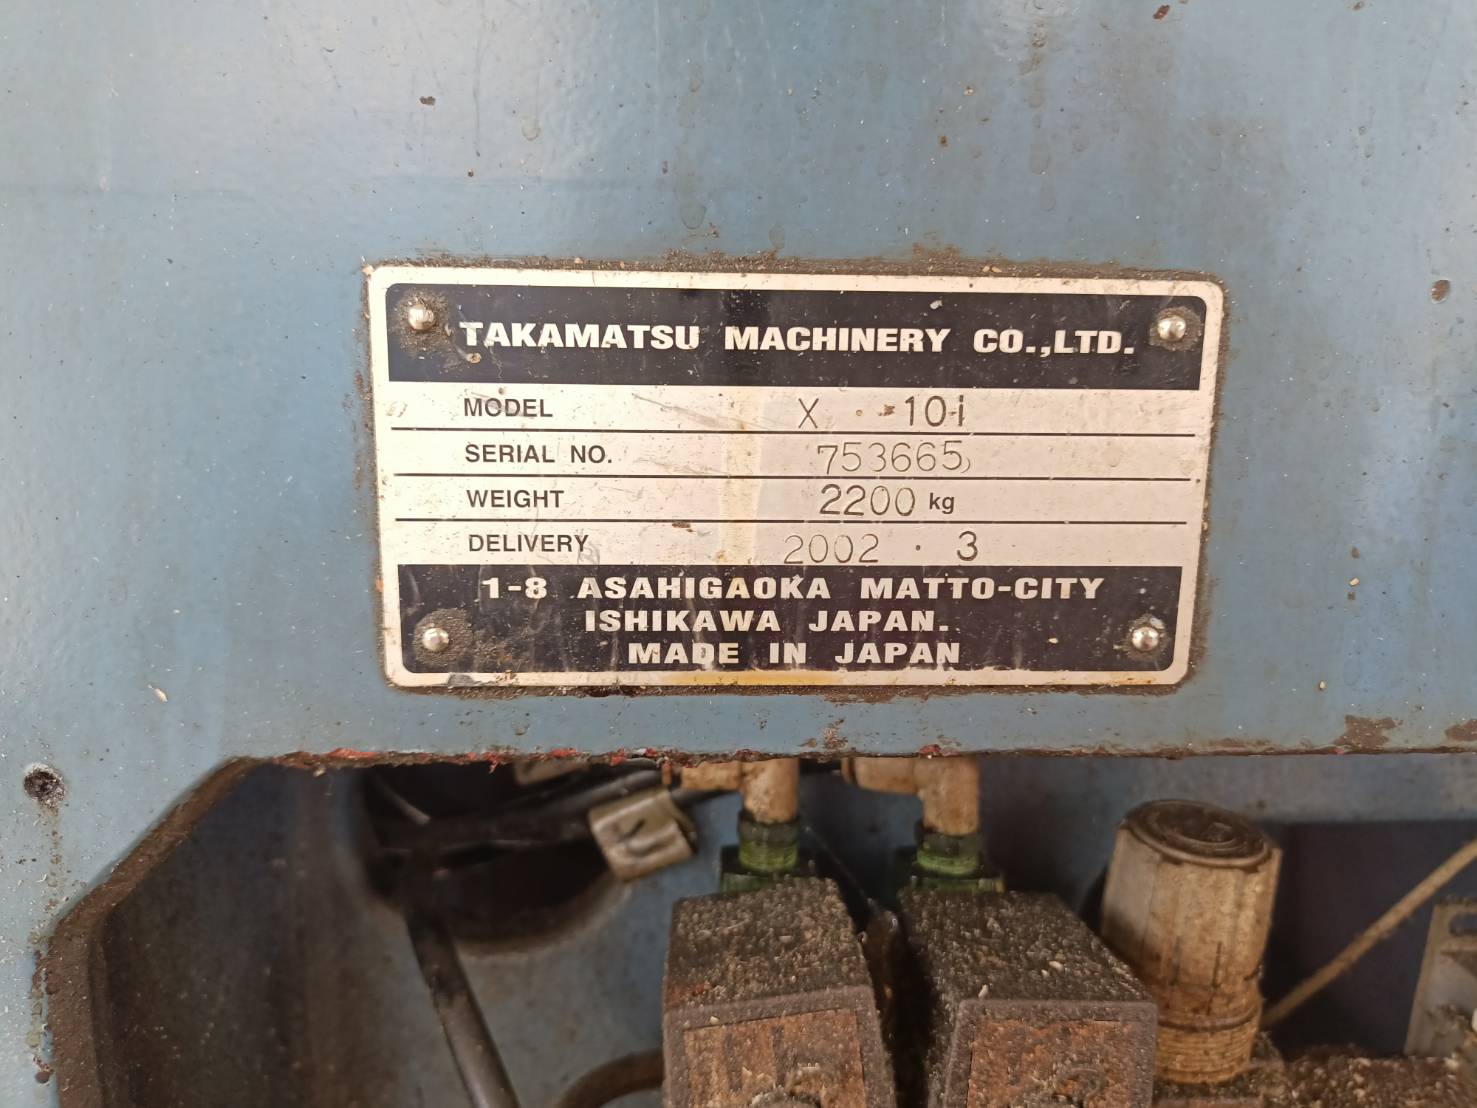 TAKAMATSU MACHINERY CO.,LTD.
MODEL X-10i
SERIAL NO. 753665
WEIGHT 2200 kg
DELIVERY 2002 · 3
1-8 ASAHIGAOKA MATTO-CITY
ISHIKAWA JAPAN.
MADE IN JAPAN